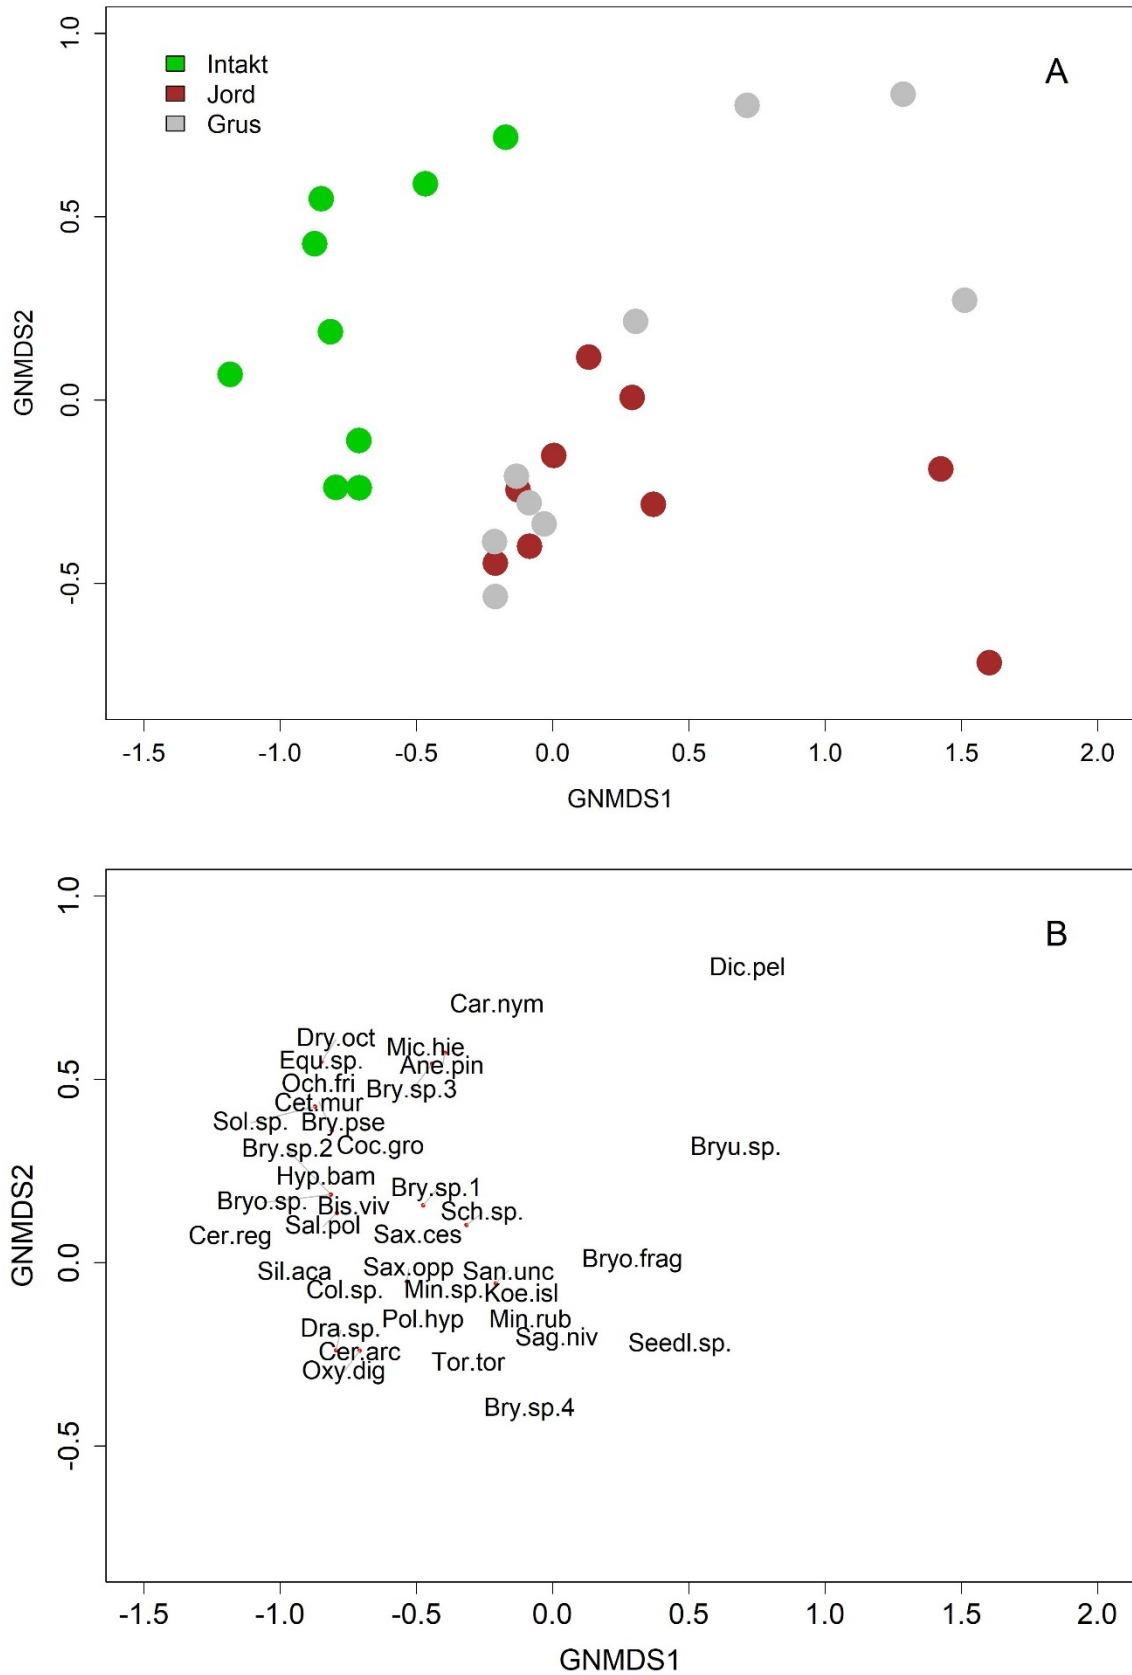 A
Intakt
Jord
Grus
1.0
0.5
0.0
-0.5
GNMDS2
-1.5 -1.0 -0.5 0.0 0.5 1.0 1.5 2.0
GNMDS1
B
1.0
0.5
0.0
-0.5
GNMDS2
Dic.pel
Car.nym
Dry.oct
Mic.hie
Equ.sp.
Ane.pin
Och.fri
Bry.sp.3
Cet.mur
Sol.sp.
Bry.pse
Bry.sp.2
Coc.gro
Bryu.sp.
Hyp.bam
Bry.sp.1
Bryo.sp.
Bis.viv
Sch.sp.
Sal.pol
Cer.reg
Sax.ces
Bryo.frag
Sil.aca
Sax.opp
San.unc
Col.sp.
Min.sp.
Koe.isl
Pol.hyp
Min.rub
Dra.sp.
Sag.niv
Seedl.sp.
Cer.arc
Tor.tor
Oxy.dig
Bry.sp.4
-1.5 -1.0 -0.5 0.0 0.5 1.0 1.5 2.0
GNMDS1